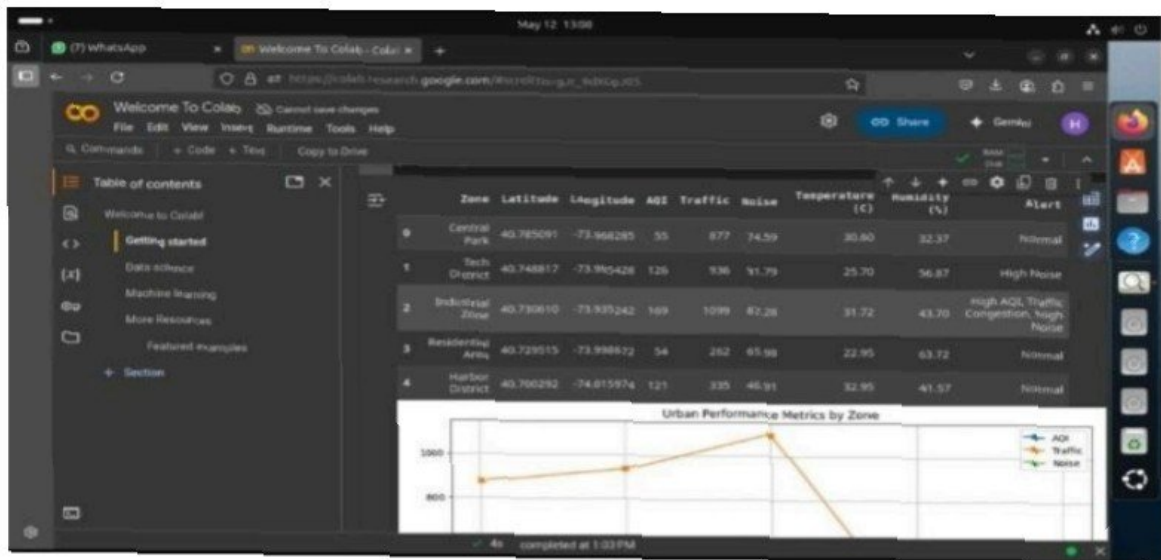 May 12 13:08
(7) WhatsApp
Welcome To Colab - Colab
Welcome To Colab Cannot save changes
File Edit View Insert Runtime Tools Help
Share
Gemini
H
Commands + Code + Text Copy to Drive
RAM
Disk
Table of contents
Welcome to Colab!
Getting started
Data science
Machine learning
More Resources
Featured examples
+ Section
Zone Latitude Longitude AQI Traffic Noise Temperature (C) Humidity (%) Alert
0 Central Park 40.785091 -73.968285 55 877 74.59 30.80 32.37 Normal
1 Tech District 40.748817 -73.985428 126 936 91.79 25.70 56.87 High Noise
2 Industrial Zone 40.730610 -73.935242 169 1099 87.28 31.72 43.70 High AQI, Traffic Congestion, High Noise
3 Residential Area 40.729515 262 65.98 22.95 63.72 Normal
4 Harbor District 40.700292 -74.015974 121 335 46.91 32.95 41.57 Normal
Urban Performance Metrics by Zone
AQI
Traffic
Noise
1000
800
4s completed at 1:03 PM